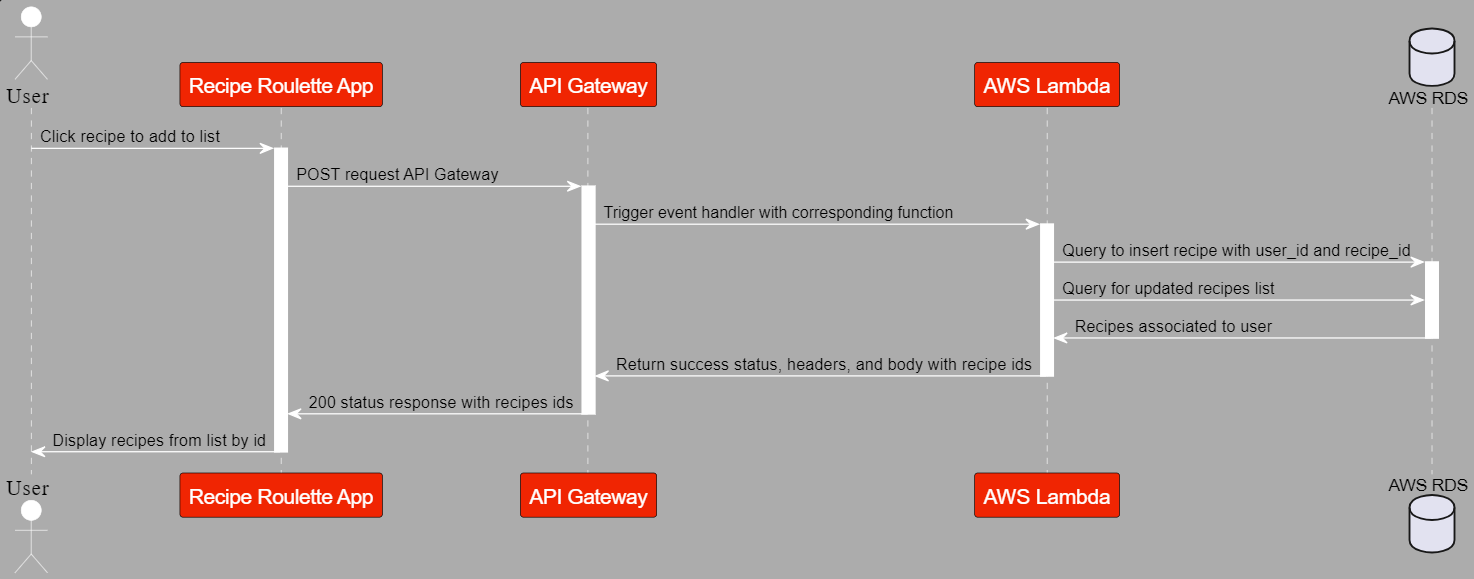 User
Recipe Roulette App
API Gateway
AWS Lambda
AWS RDS
Click recipe to add to list
POST request API Gateway
Trigger event handler with corresponding function
Query to insert recipe with user_id and recipe_id
Query for updated recipes list
Recipes associated to user
Return success status, headers, and body with recipe ids
200 status response with recipes ids
Display recipes from list by id
User
Recipe Roulette App
API Gateway
AWS Lambda
AWS RDS